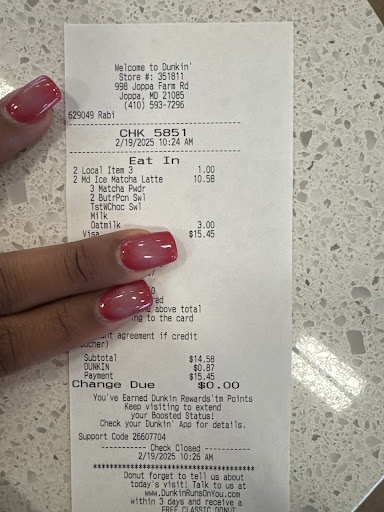 Welcome to Dunkin'
Store #: 351811
998 Joppa Farm Rd
Joppa, MD 21085
(410) 593-7296
629049 Rabi
CHK 5851
2/19/2025 10:24 AM
Eat In
2 Local Item 3 1.00
2 Md Ice Matcha Latte 10.58
3 Matcha Pwdr
2 ButrPcn Swl
TstWChoc Swl
Milk
Oatmilk 3.00
Visa $15.45
above total
to the card
agreement if credit
Subtotal $14.58
DUNKIN $0.87
Payment $15.45
Change Due $0.00
You've Earned Dunkin Rewards'tm Points
Keep visiting to extend
your Boosted Status!
Check your Dunkin' App for details.
Support Code 26607704
---------- Check Closed ----------
2/19/2025 10:26 AM
**************************************
Donut forget to tell us about
today's visit! Talk to us at
www.DunkinRunsOnYou.com
within 3 days and receive a
FREE CLASSIC DONUT